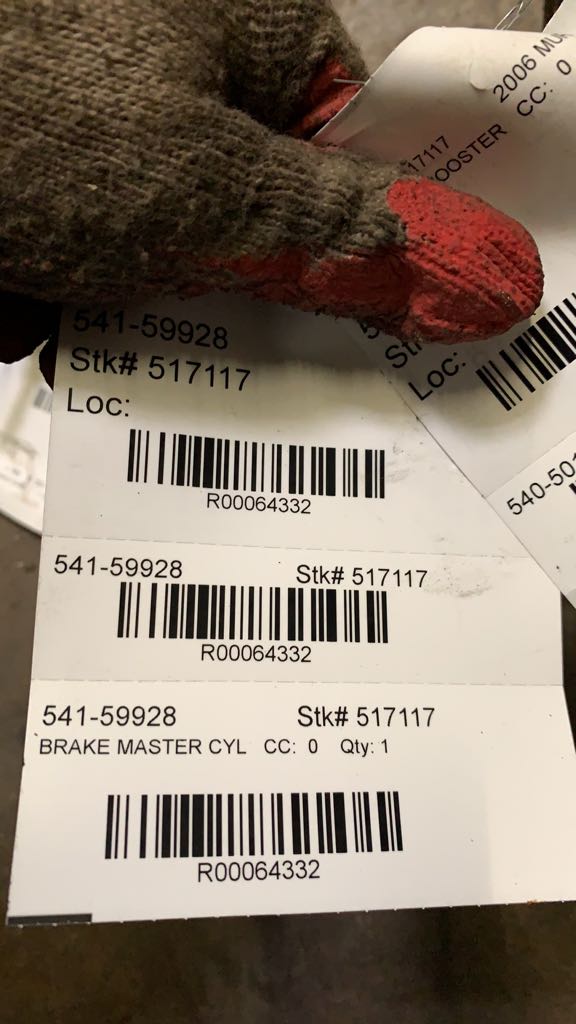 2006
CC: 0
17117
OOSTER
Loc:
540-50
541-59928
Stk# 517117
Loc:
R00064332
541-59928 Stk# 517117
R00064332
541-59928 Stk# 517117
BRAKE MASTER CYL CC: 0 Qty: 1
R00064332